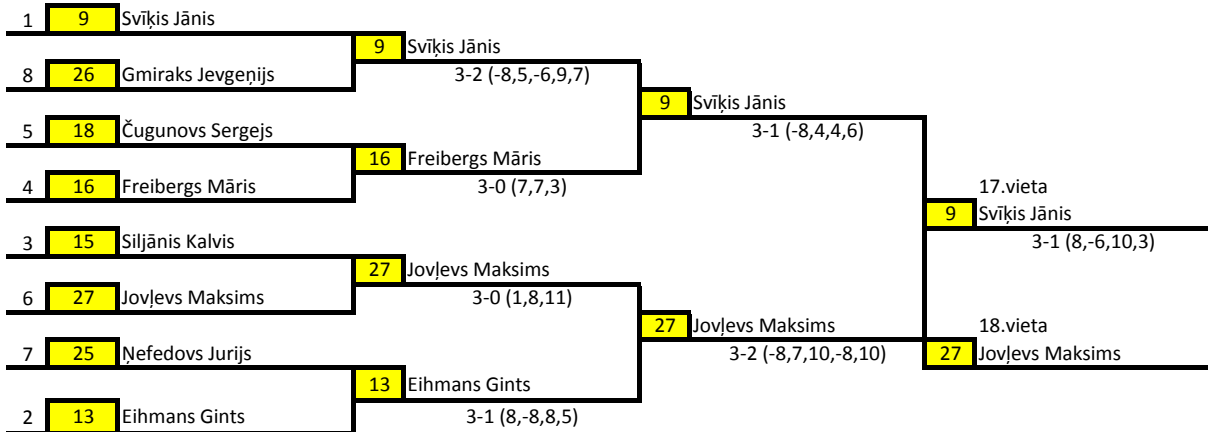 1 9 Svīķis Jānis
9 Svīķis Jānis
8 26 Gmiraks Jevgeņijs
3-2 (-8,5,-6,9,7)
9 Svīķis Jānis
5 18 Čugunovs Sergejs
3-1 (-8,4,4,6)
16 Freibergs Māris
4 16 Freibergs Māris
3-0 (7,7,3)
17.vieta
9 Svīķis Jānis
3 15 Siljānis Kalvis
3-1 (8,-6,10,3)
27 Jovļevs Maksims
6 27 Jovļevs Maksims
3-0 (1,8,11)
27 Jovļevs Maksims
18.vieta
7 25 Ņefedovs Jurijs
3-2 (-8,7,10,-8,10)
27 Jovļevs Maksims
13 Eihmans Gints
2 13 Eihmans Gints
3-1 (8,-8,8,5)